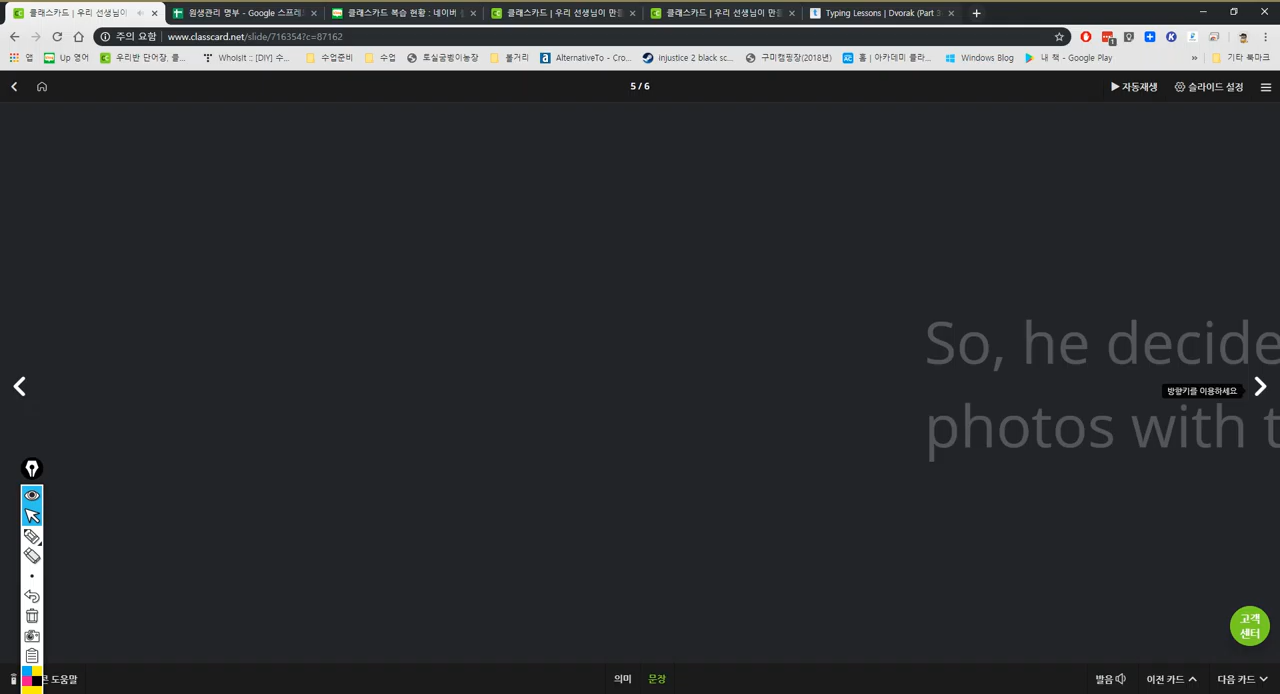 클래스카드 | 우리 선생님이
원생관리 명부 - Google 스프레
클래스카드 복습 현황 : 네이버
클래스카드 | 우리 선생님이 만
클래스카드 | 우리 선생님이 만
Typing Lessons | Dvorak (Part 3
주의 요함 | www.classcard.net/slide/716354?c=87162
앱 Up 영어 우리반 단어장, 클... WhoIst :: [DIY] 수... 수업준비 수업 토실굼벵이농장 볼거리 AlternativeTo - Cro... injustice 2 black sc... 구미캠핑장(2018년) 홈 | 아카데미 클라... Windows Blog 내 책 - Google Play » 기타 북마크
5 / 6 자동재생 슬라이드 설정
So, he decide
방향키를 이용하세요
photos with t
고객
센터
도움말 의미 문장 발음 이전 카드 다음 카드